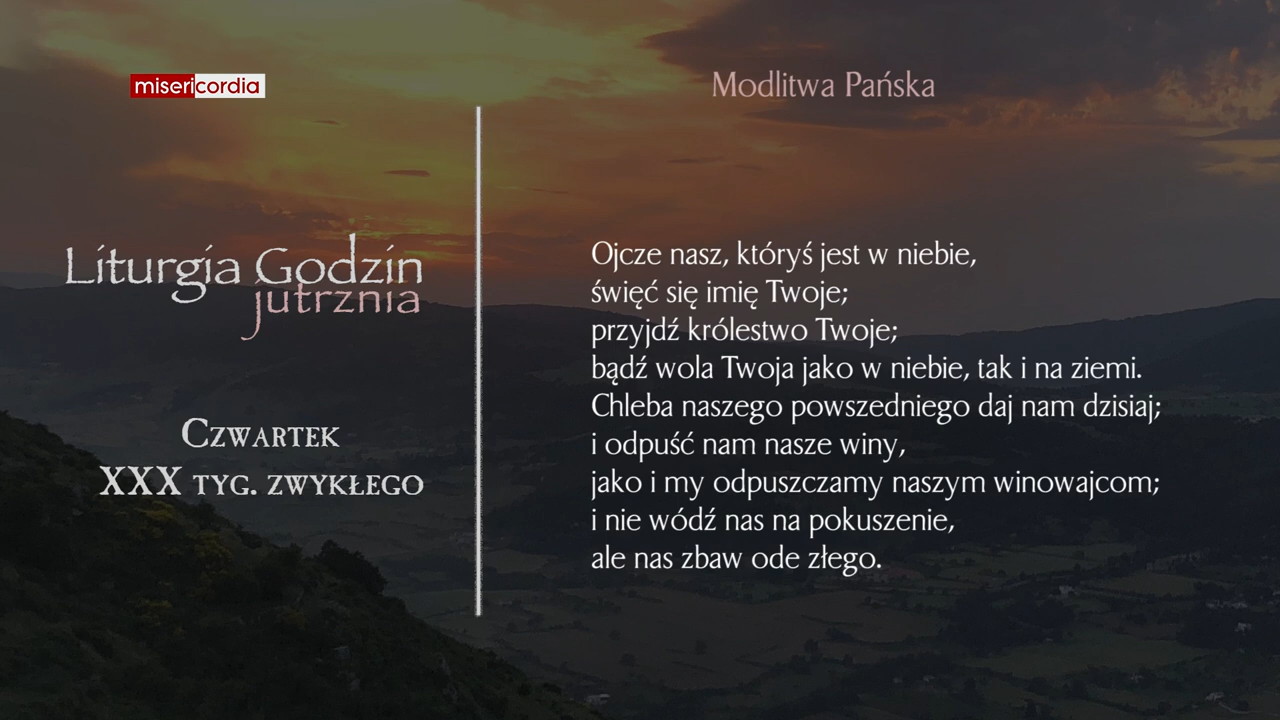 misericordia
Liturgia Godzin
jutrznia
Czwartek
XXX tyg. zwykłego
Modlitwa Pańska
Ojcze nasz, któryś jest w niebie,
święć się imię Twoje;
przyjdź królestwo Twoje;
bądź wola Twoja jako w niebie, tak i na ziemi.
Chleba naszego powszedniego daj nam dzisiaj;
i odpuść nam nasze winy,
jako i my odpuszczamy naszym winowajcom;
i nie wódź nas na pokuszenie,
ale nas zbaw ode złego.